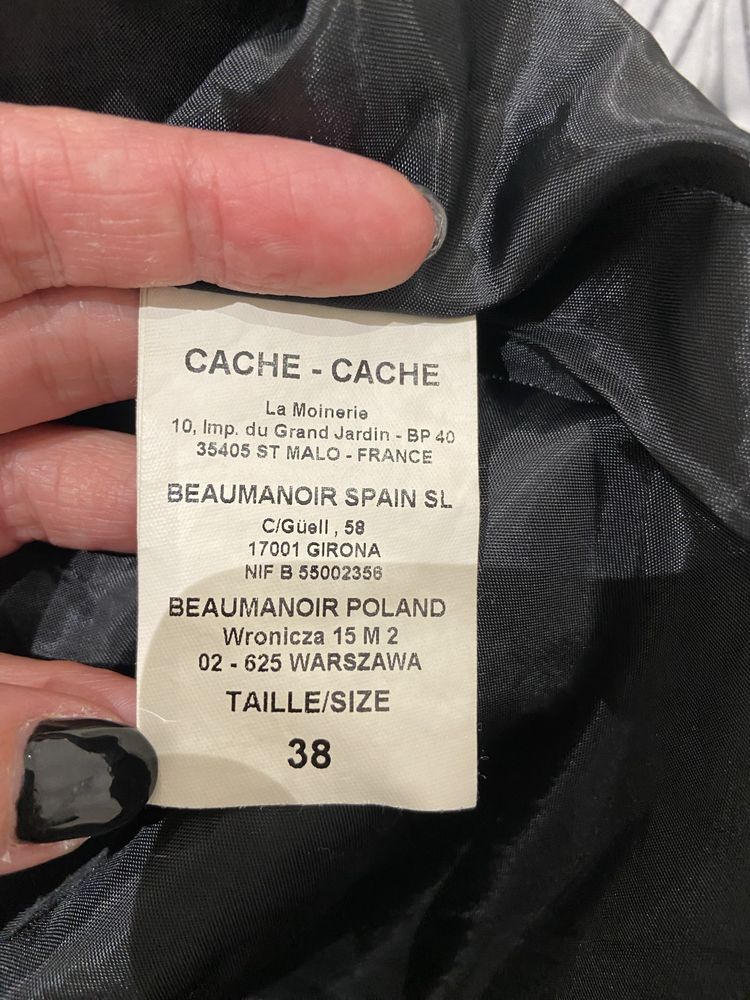 CACHE - CACHE
La Moinerie
10, Imp. du Grand Jardin - BP 40
35405 ST MALO - FRANCE
BEAUMANOIR SPAIN SL
C/Güell , 58
17001 GIRONA
NIF B 55002356
BEAUMANOIR POLAND
Wronicza 15 M 2
02 - 625 WARSZAWA
TAILLE/SIZE
38